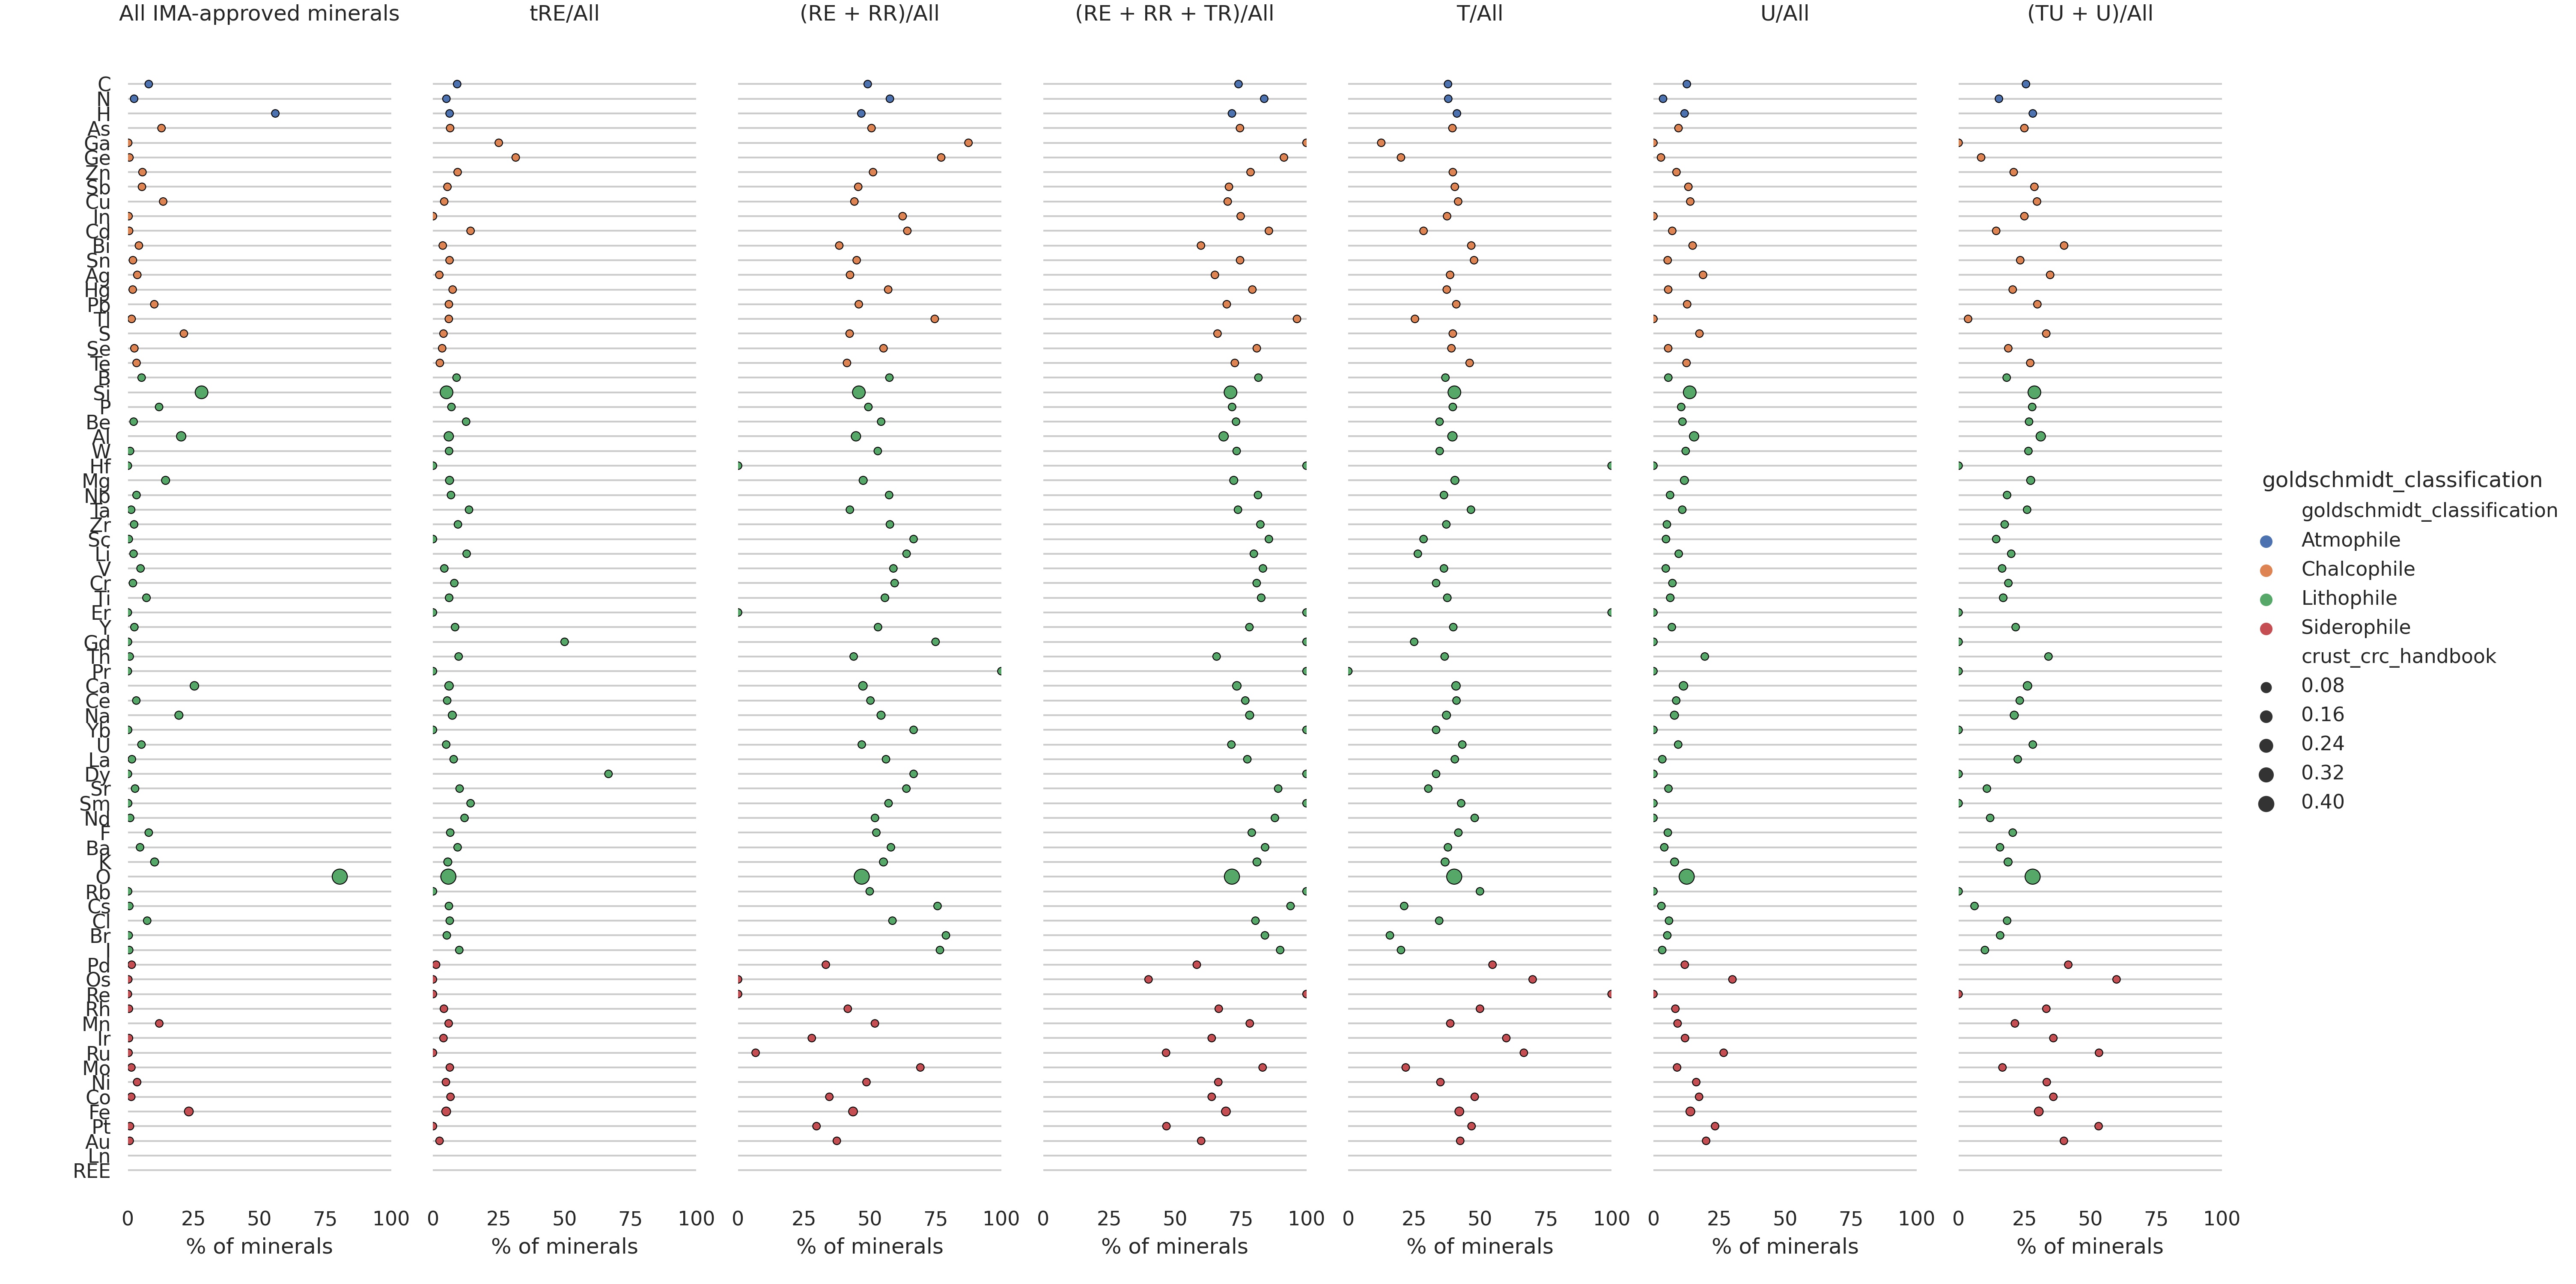 All IMA-approved minerals tRE/All (RE + RR)/All (RE + RR + TR)/All T/All U/All (TU + U)/All
C
N
H
As
Ga
Ge
Zn
Sb
Cu
In
Cd
Bi
Sn
Ag
Hg
Pb
Tl
S
Se
Te
B
Si
P
Be
Al
W
Hf
Mg
Nb
Ta
Zr
Sc
Li
V
Cr
Ti
Er
Y
Gd
Th
Pr
Ca
Ce
Na
Yb
U
La
Dy
Sr
Sm
Nd
F
Ba
K
O
Rb
Cs
Cl
Br
I
Pd
Os
Re
Rh
Mn
Ir
Ru
Mo
Ni
Co
Fe
Pt
Au
Ln
REE
0 25 50 75 100 0 25 50 75 100 0 25 50 75 100 0 25 50 75 100 0 25 50 75 100 0 25 50 75 100 0 25 50 75 100
% of minerals % of minerals % of minerals % of minerals % of minerals % of minerals % of minerals
goldschmidt_classification
goldschmidt_classification
Atmophile
Chalcophile
Lithophile
Siderophile
crust_crc_handbook
0.08
0.16
0.24
0.32
0.40